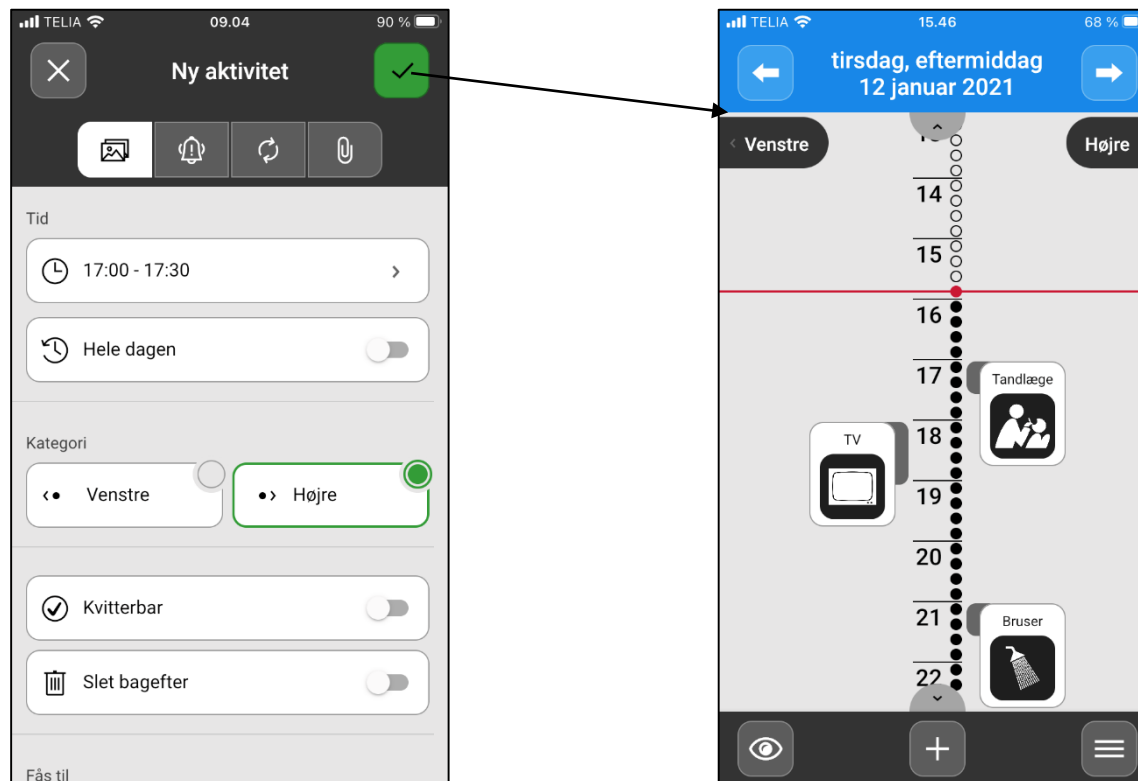 TELIA 09.04 90 %
Ny aktivitet
Tid
17:00 - 17:30
Hele dagen
Kategori
Venstre
Højre
Kvitterbar
Slet bagefter
Fås til
TELIA 15.46 68 %
tirsdag, eftermiddag
12 januar 2021
Venstre
Højre
14
15
16
17
Tandlæge
18
TV
19
20
21
Bruser
22